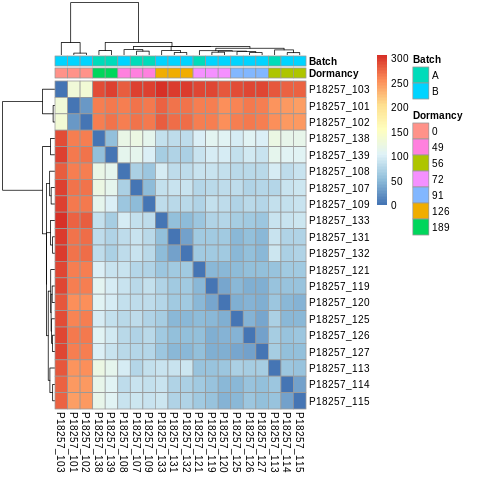 Batch
Dormancy
P18257_103
P18257_101
P18257_102
P18257_138
P18257_139
P18257_108
P18257_107
P18257_109
P18257_133
P18257_131
P18257_132
P18257_121
P18257_119
P18257_120
P18257_125
P18257_126
P18257_127
P18257_113
P18257_114
P18257_115
P18257_103
P18257_101
P18257_102
P18257_138
P18257_139
P18257_108
P18257_107
P18257_109
P18257_133
P18257_131
P18257_132
P18257_121
P18257_119
P18257_120
P18257_125
P18257_126
P18257_127
P18257_113
P18257_114
P18257_115
300
250
200
150
100
50
0
Batch
A
B
Dormancy
0
49
56
72
91
126
189